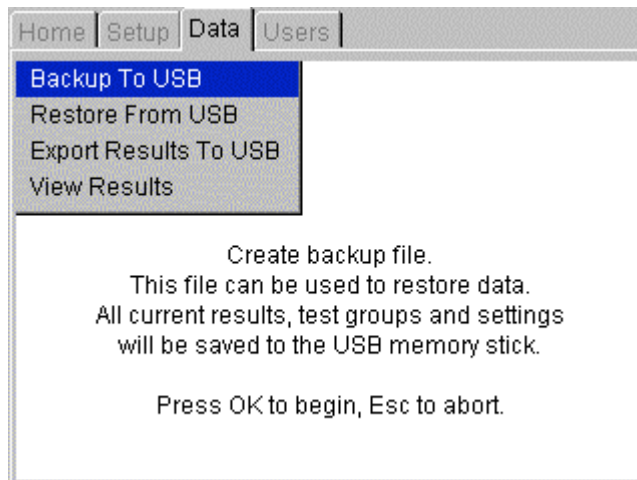 Home Setup Data Users
Backup To USB
Restore From USB
Export Results To USB
View Results
Create backup file.
This file can be used to restore data.
All current results, test groups and settings
will be saved to the USB memory stick.
Press OK to begin, Esc to abort.